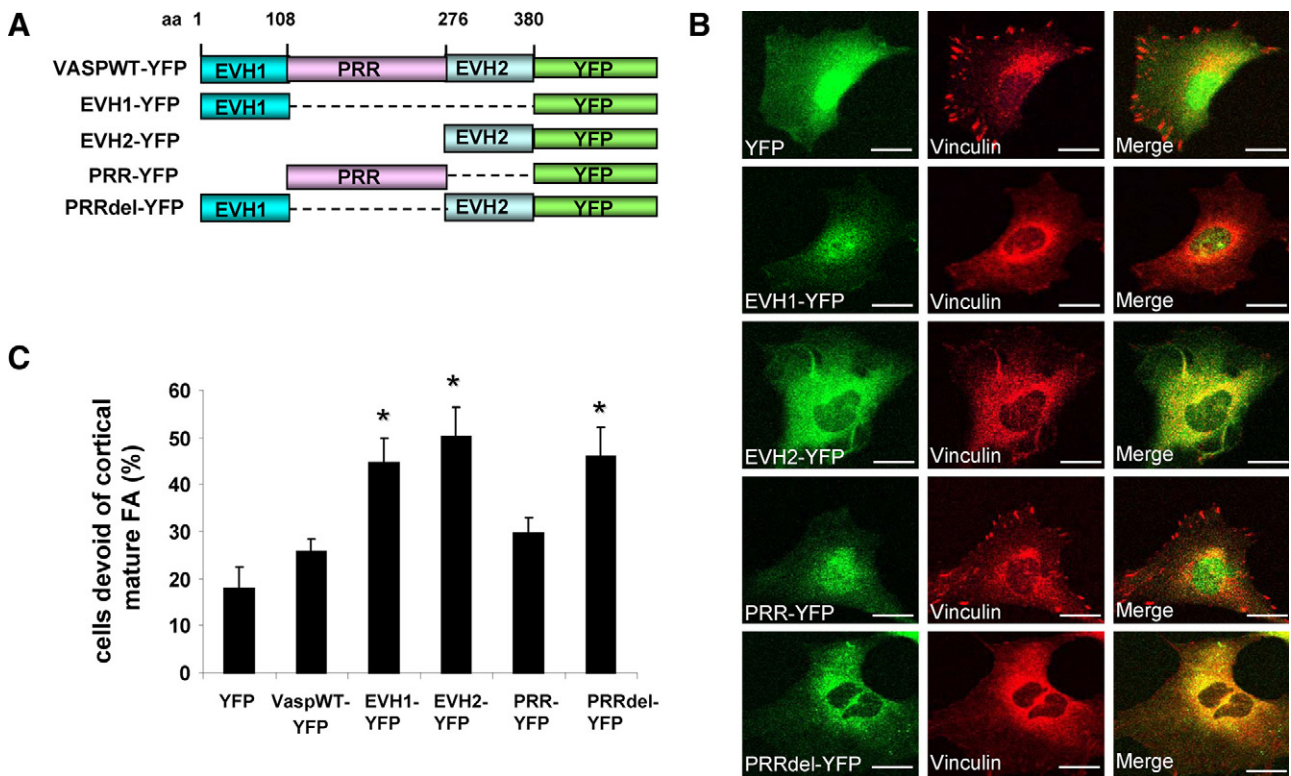 A
aa 1 108 276 380
VASPWT-YFP EVH1 PRR EVH2 YFP
EVH1-YFP EVH1 YFP
EVH2-YFP EVH2 YFP
PRR-YFP PRR YFP
PRRdel-YFP EVH1 EVH2 YFP
B
YFP Vinculin Merge
EVH1-YFP Vinculin Merge
EVH2-YFP Vinculin Merge
PRR-YFP Vinculin Merge
PRRdel-YFP Vinculin Merge
C
cells devoid of cortical
mature FA (%)
60
50
40
30
20
10
0
* * *
YFP
VaspWT-
YFP
EVH1-
YFP
EVH2-
YFP
PRR-
YFP
PRRdel-
YFP